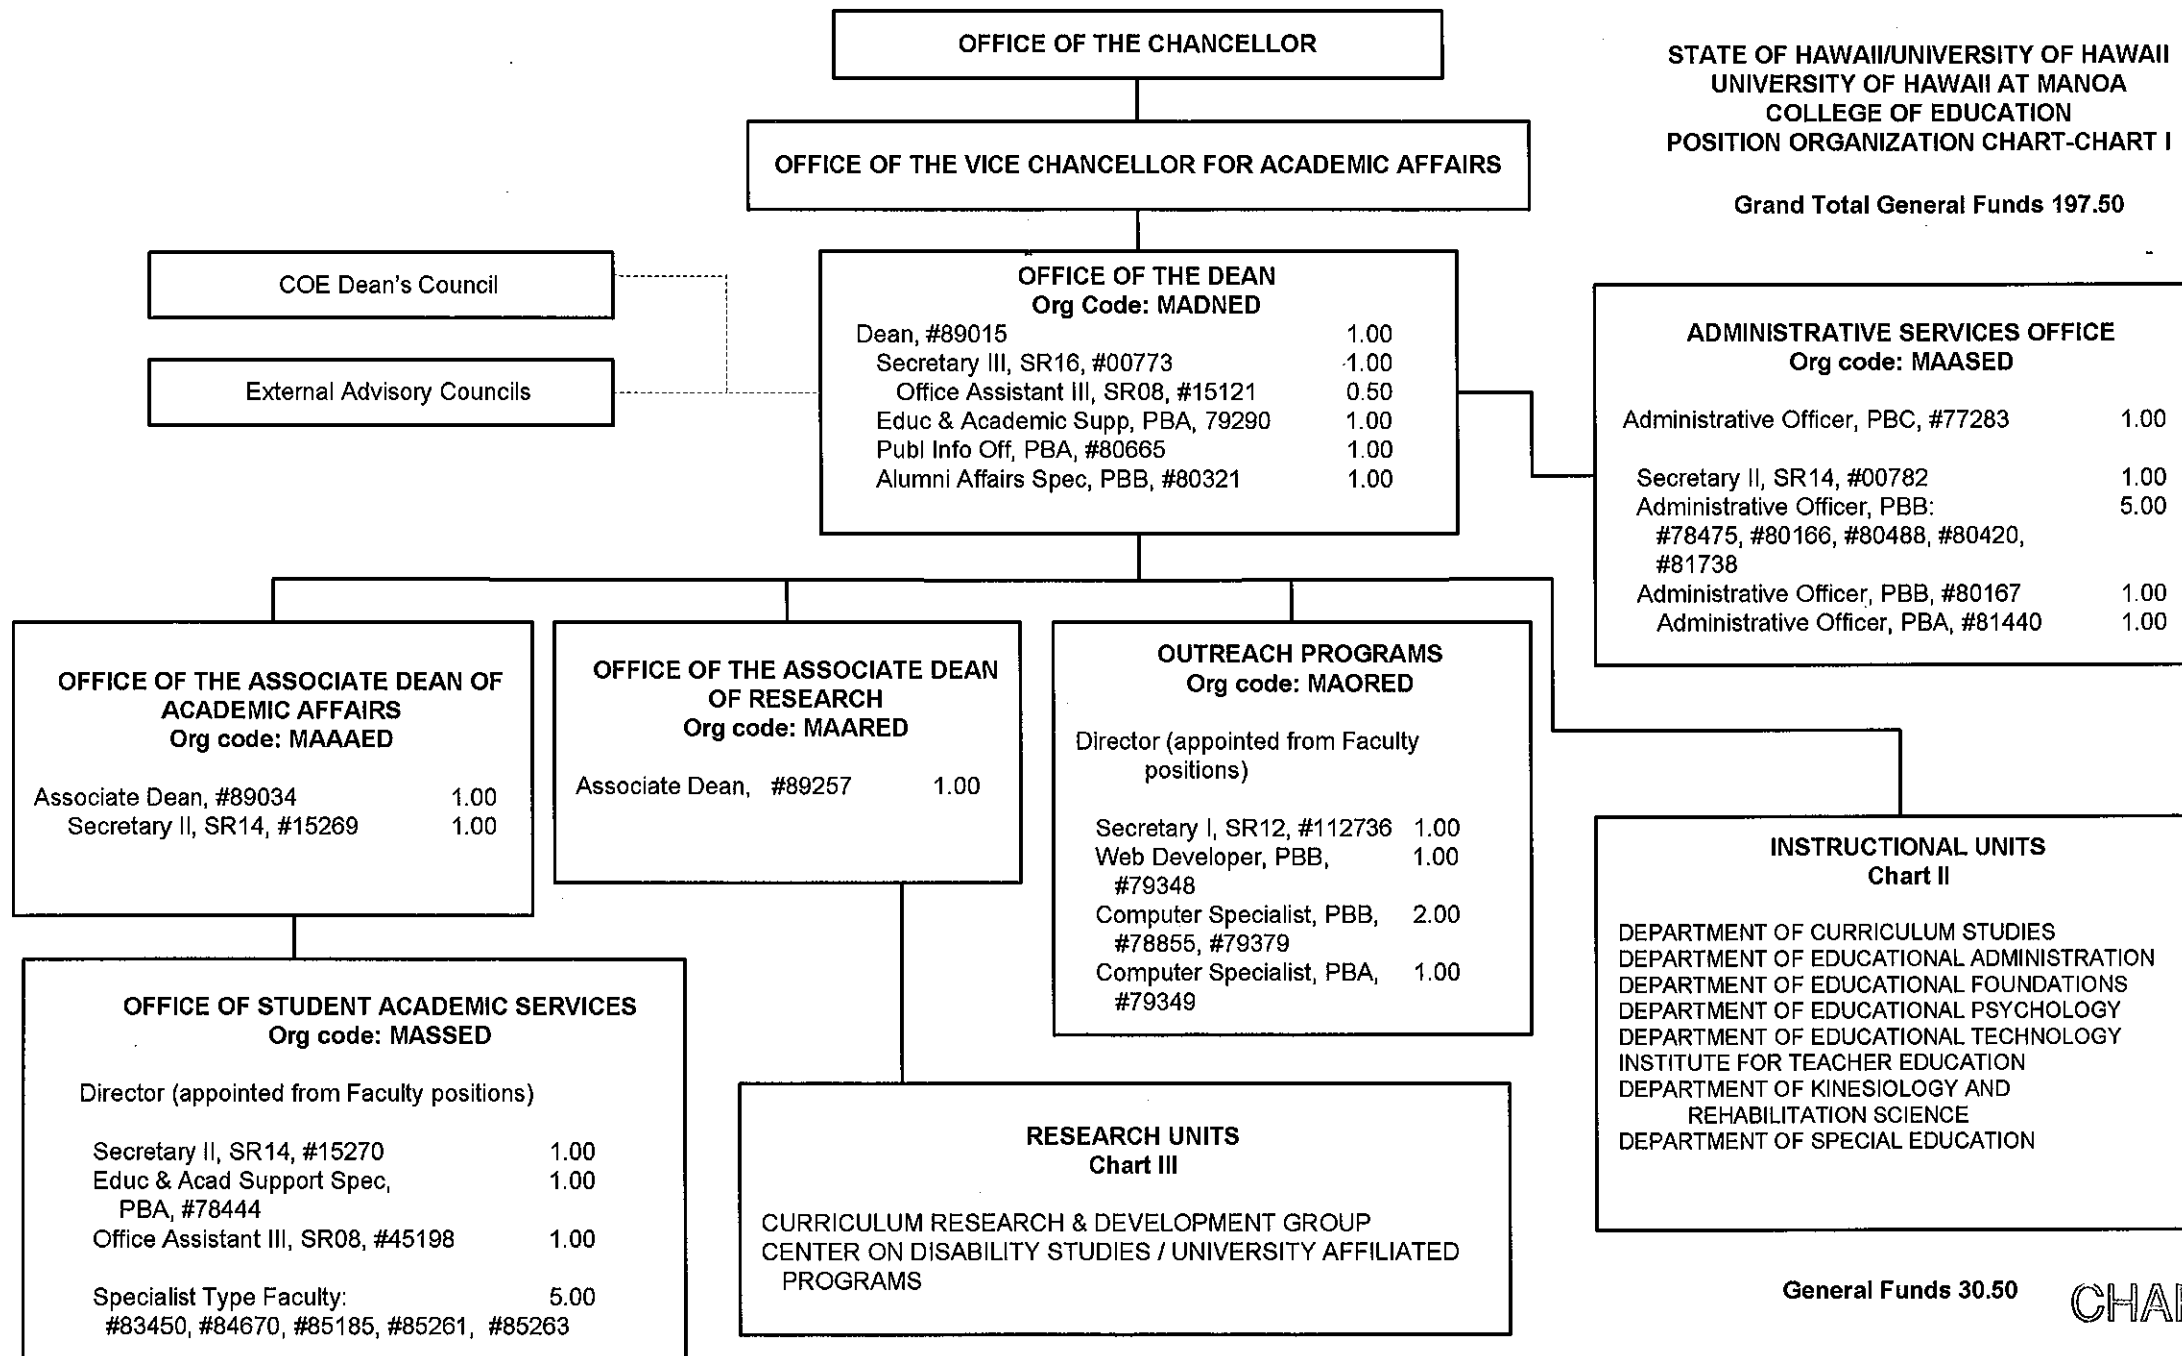 OFFICE OF THE CHANCELLOR
STATE OF HAWAII/UNIVERSITY OF HAWAII
UNIVERSITY OF HAWAII AT MANOA
COLLEGE OF EDUCATION
POSITION ORGANIZATION CHART-CHART I
Grand Total General Funds 197.50
OFFICE OF THE VICE CHANCELLOR FOR ACADEMIC AFFAIRS
COE Dean's Council
External Advisory Councils
OFFICE OF THE DEAN
Org Code: MADNED
Dean, #89015 1.00
Secretary III, SR16, #00773 1.00
Office Assistant III, SR08, #15121 0.50
Educ & Academic Supp, PBA, 79290 1.00
Publ Info Off, PBA, #80665 1.00
Alumni Affairs Spec, PBB, #80321 1.00
ADMINISTRATIVE SERVICES OFFICE
Org code: MAASED
Administrative Officer, PBC, #77283 1.00
Secretary II, SR14, #00782 1.00
Administrative Officer, PBB: 5.00
#78475, #80166, #80488, #80420,
#81738
Administrative Officer, PBB, #80167 1.00
Administrative Officer, PBA, #81440 1.00
OFFICE OF THE ASSOCIATE DEAN OF
ACADEMIC AFFAIRS
Org code: MAAAED
Associate Dean, #89034 1.00
Secretary II, SR14, #15269 1.00
OFFICE OF THE ASSOCIATE DEAN
OF RESEARCH
Org code: MAARED
Associate Dean, #89257 1.00
OUTREACH PROGRAMS
Org code: MAORED
Director (appointed from Faculty
positions)
Secretary I, SR12, #112736 1.00
Web Developer, PBB, 1.00
#79348
Computer Specialist, PBB, 2.00
#78855, #79379
Computer Specialist, PBA, 1.00
#79349
INSTRUCTIONAL UNITS
Chart II
DEPARTMENT OF CURRICULUM STUDIES
DEPARTMENT OF EDUCATIONAL ADMINISTRATION
DEPARTMENT OF EDUCATIONAL FOUNDATIONS
DEPARTMENT OF EDUCATIONAL PSYCHOLOGY
DEPARTMENT OF EDUCATIONAL TECHNOLOGY
INSTITUTE FOR TEACHER EDUCATION
DEPARTMENT OF KINESIOLOGY AND
REHABILITATION SCIENCE
DEPARTMENT OF SPECIAL EDUCATION
OFFICE OF STUDENT ACADEMIC SERVICES
Org code: MASSED
Director (appointed from Faculty positions)
Secretary II, SR14, #15270 1.00
Educ & Acad Support Spec, 1.00
PBA, #78444
Office Assistant III, SR08, #45198 1.00
Specialist Type Faculty: 5.00
#83450, #84670, #85185, #85261, #85263
RESEARCH UNITS
Chart III
CURRICULUM RESEARCH & DEVELOPMENT GROUP
CENTER ON DISABILITY STUDIES / UNIVERSITY AFFILIATED
PROGRAMS
General Funds 30.50